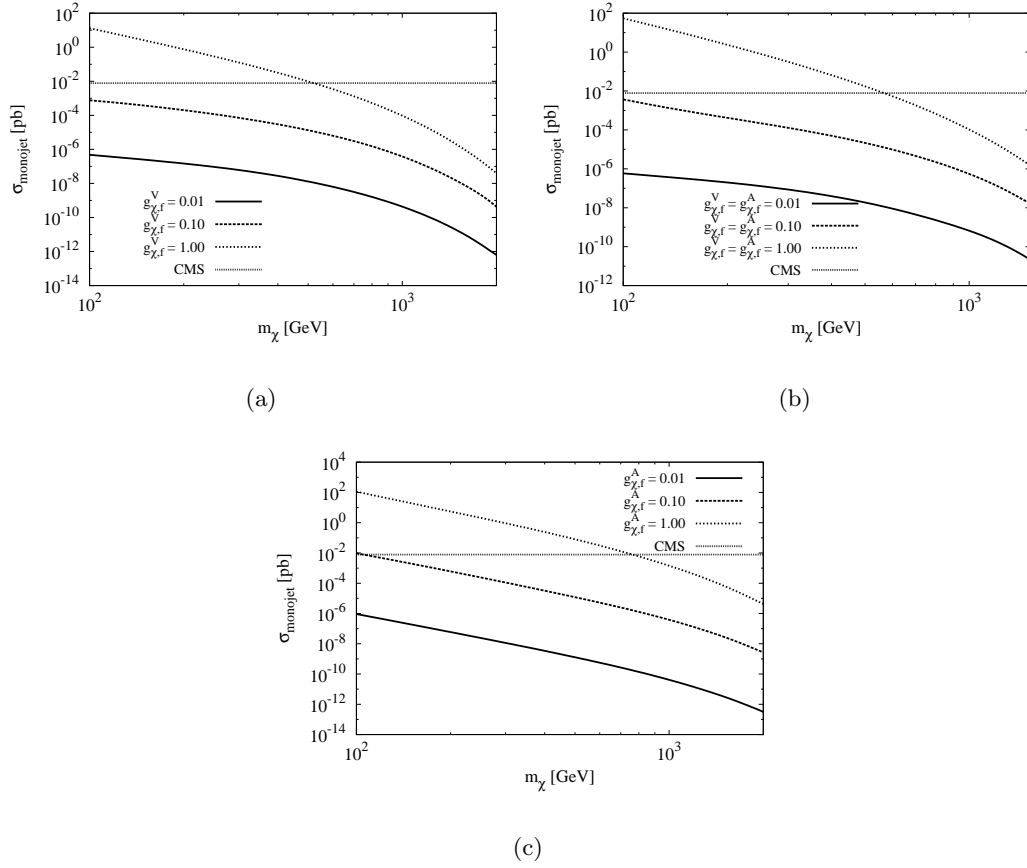 10^2
10^0
10^-2
10^-4
10^-6
10^-8
10^-10
10^-12
10^-14
σ_monojet [pb]
g^V_χ,f = 0.01
g^V_χ,f = 0.10
g^V_χ,f = 1.00
CMS
10^2
10^3
m_χ [GeV]
(a)
10^2
10^0
10^-2
10^-4
10^-6
10^-8
10^-10
10^-12
σ_monojet [pb]
g^V_χ,f = g^A_χ,f = 0.01
g^V_χ,f = g^A_χ,f = 0.10
g^V_χ,f = g^A_χ,f = 1.00
CMS
10^2
10^3
m_χ [GeV]
(b)
10^4
10^2
10^0
10^-2
10^-4
10^-6
10^-8
10^-10
10^-12
10^-14
σ_monojet [pb]
g^A_χ,f = 0.01
g^A_χ,f = 0.10
g^A_χ,f = 1.00
CMS
10^2
10^3
m_χ [GeV]
(c)